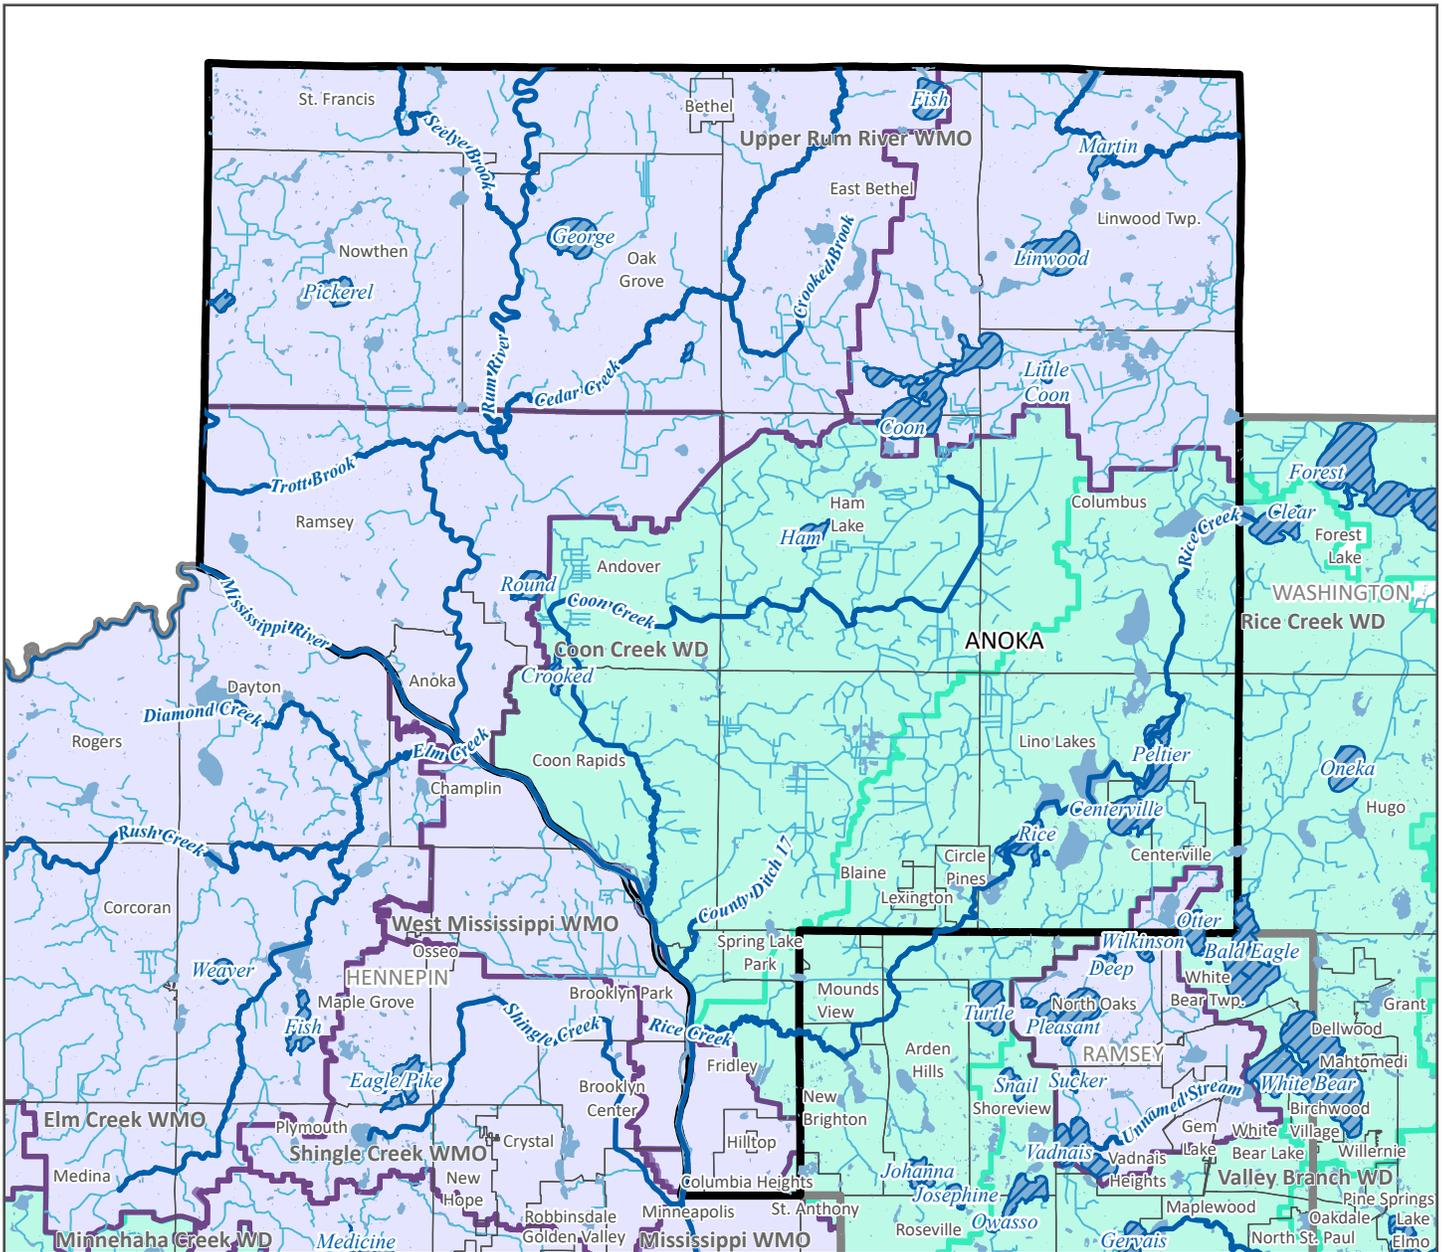 St. Francis
Bethel
Fish
Seelye Brook
Upper Rum River WMO
Martin
East Bethel
Linwood Twp.
George
Nowthen
Oak
Grove
Crooked Brook
Linwood
Pickerel
Rum River
Cedar Creek
Little
Coon
Coon
Trott Brook
Forest
Ramsey
Ham
Lake
Columbus
Clear
Ham
Rice Creek
Forest
Lake
Andover
Round
WASHINGTON
Mississippi River
Coon Creek
Rice Creek WD
ANOKA
Coon Creek WD
Crooked
Anoka
Dayton
Diamond Creek
Rogers
Elm Creek
Lino Lakes
Peltier
Coon Rapids
Oneka
Champlin
Centerville
Hugo
Rush Creek
Rice
County Ditch 17
Circle
Pines
Centerville
Blaine
Lexington
Corcoran
West Mississippi WMO
Otter
Spring Lake
Park
Wilkinson
Bald Eagle
Osseo
Weaver
HENNEPIN
Deep
White
Bear Twp.
Mounds
View
Brooklyn Park
Maple Grove
North Oaks
Grant
Fish
Shingle Creek
Rice Creek
Turtle
Pleasant
Dellwood
Arden
Hills
RAMSEY
Mahtomedi
Fridley
Eagle/Pike
Snail
Sucker
White Bear
Brooklyn
Center
New
Brighton
Shoreview
Unnamed Stream
Birchwood
Village
Elm Creek WMO
Plymouth
Gem
Lake
White
Bear Lake
Crystal
Hilltop
Shingle Creek WMO
Vadnais
Vadnais
Heights
Willernie
Medina
New
Hope
Columbia Heights
Johanna
Valley Branch WD
Josephine
Pine Springs
Minneapolis
St. Anthony
Owasso
Maplewood
Lake
Elmo
Oakdale
Robbinsdale
Roseville
Golden Valley
North St. Paul
Minnehaha Creek WD
Medicine
Mississippi WMO
Gervais